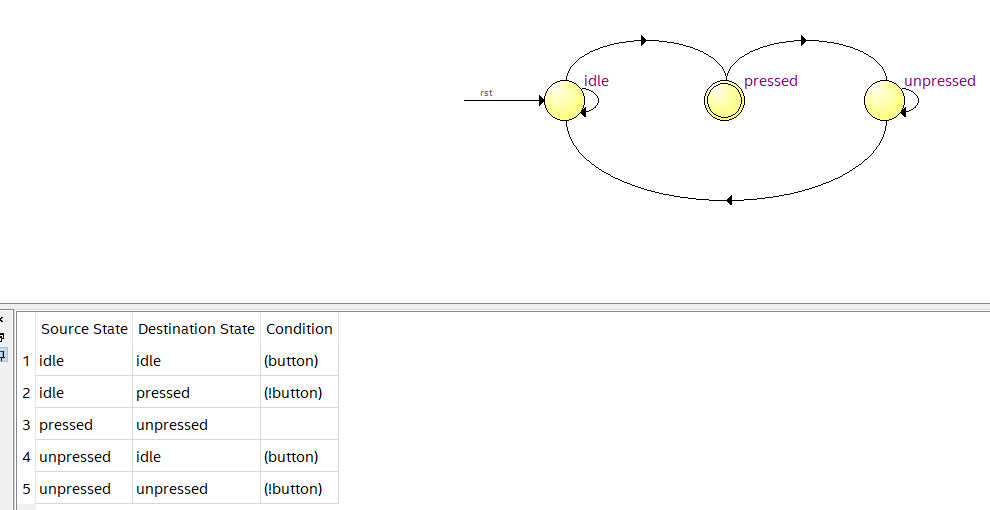 idle
pressed
unpressed
rst
Source State Destination State Condition
1 idle idle (button)
2 idle pressed (!button)
3 pressed unpressed
4 unpressed idle (button)
5 unpressed unpressed (!button)